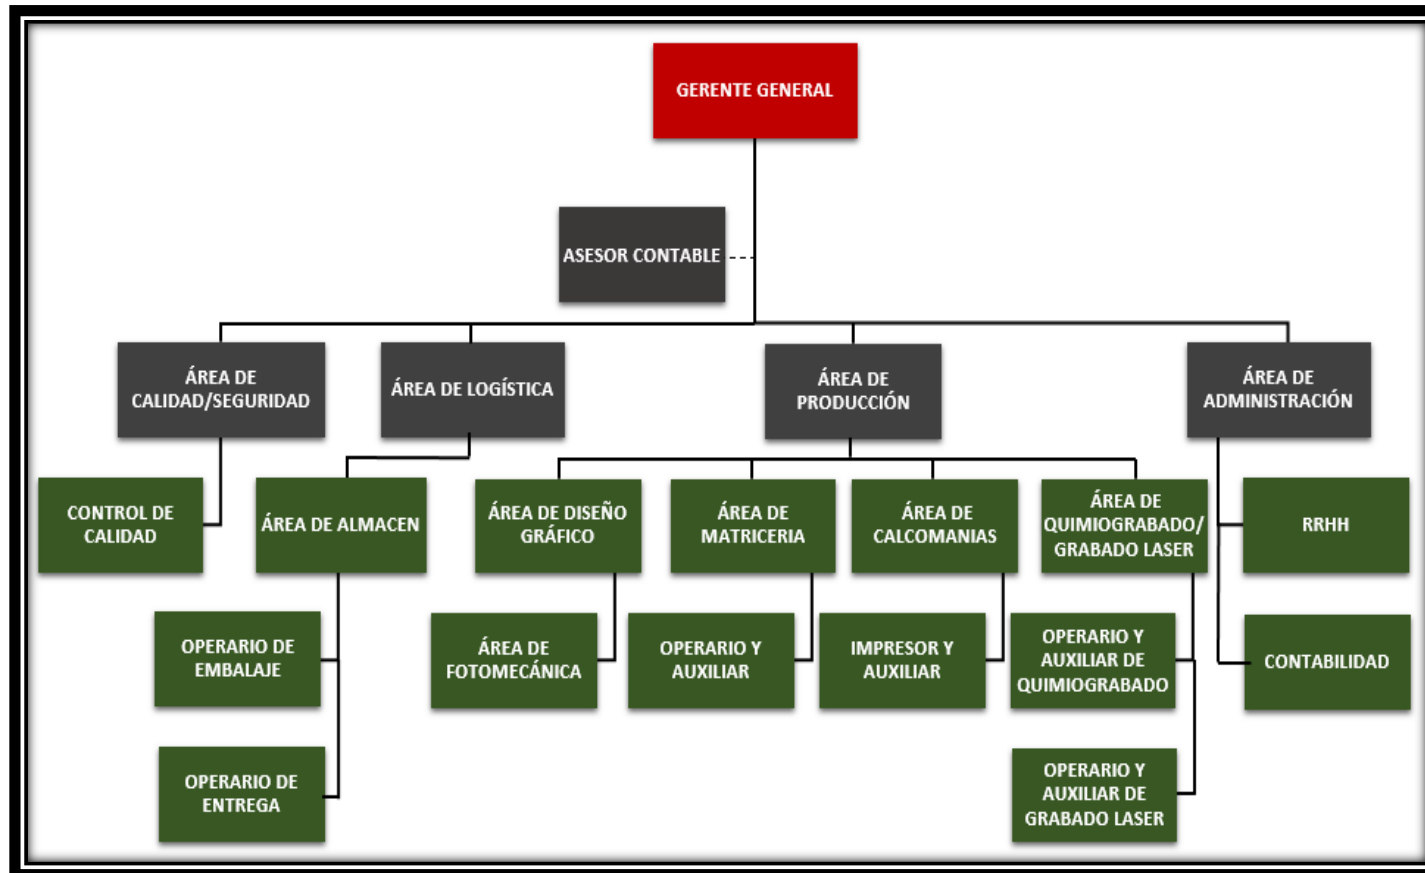 GERENTE GENERAL
ASESOR CONTABLE
ÁREA DE
CALIDAD/SEGURIDAD
ÁREA DE LOGÍSTICA
ÁREA DE
PRODUCCIÓN
ÁREA DE
ADMINISTRACIÓN
CONTROL DE
CALIDAD
ÁREA DE ALMACEN
ÁREA DE DISEÑO
GRÁFICO
ÁREA DE
MATRICERIA
ÁREA DE
CALCOMANIAS
ÁREA DE
QUIMIOGRABADO/
GRABADO LASER
RRHH
OPERARIO DE
EMBALAJE
ÁREA DE
FOTOMECÁNICA
OPERARIO Y
AUXILIAR
IMPRESOR Y
AUXILIAR
OPERARIO Y
AUXILIAR DE
QUIMIOGRABADO
CONTABILIDAD
OPERARIO DE
ENTREGA
OPERARIO Y
AUXILIAR DE
GRABADO LASER